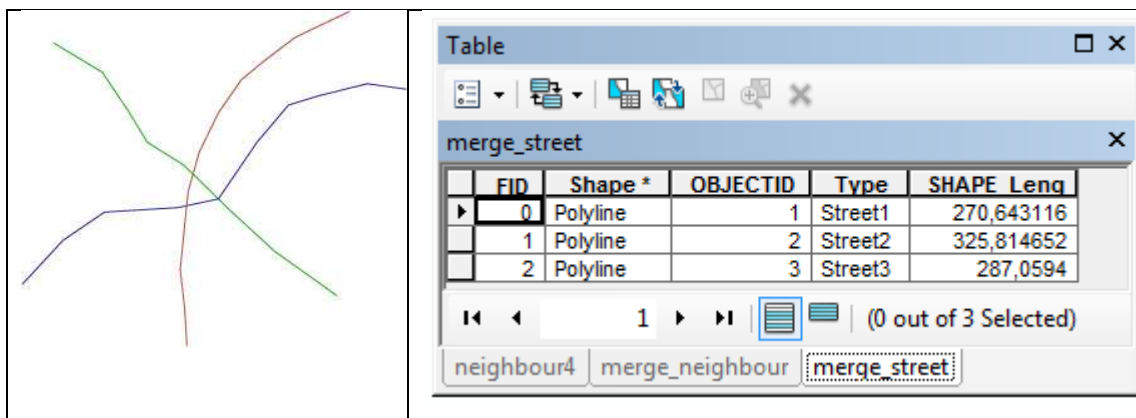 Table
merge_street
FID Shape * OBJECTID Type SHAPE_Leng
0 Polyline 1 Street1 270,643116
1 Polyline 2 Street2 325,814652
2 Polyline 3 Street3 287,0594
1 (0 out of 3 Selected)
neighbour4 merge_neighbour merge_street